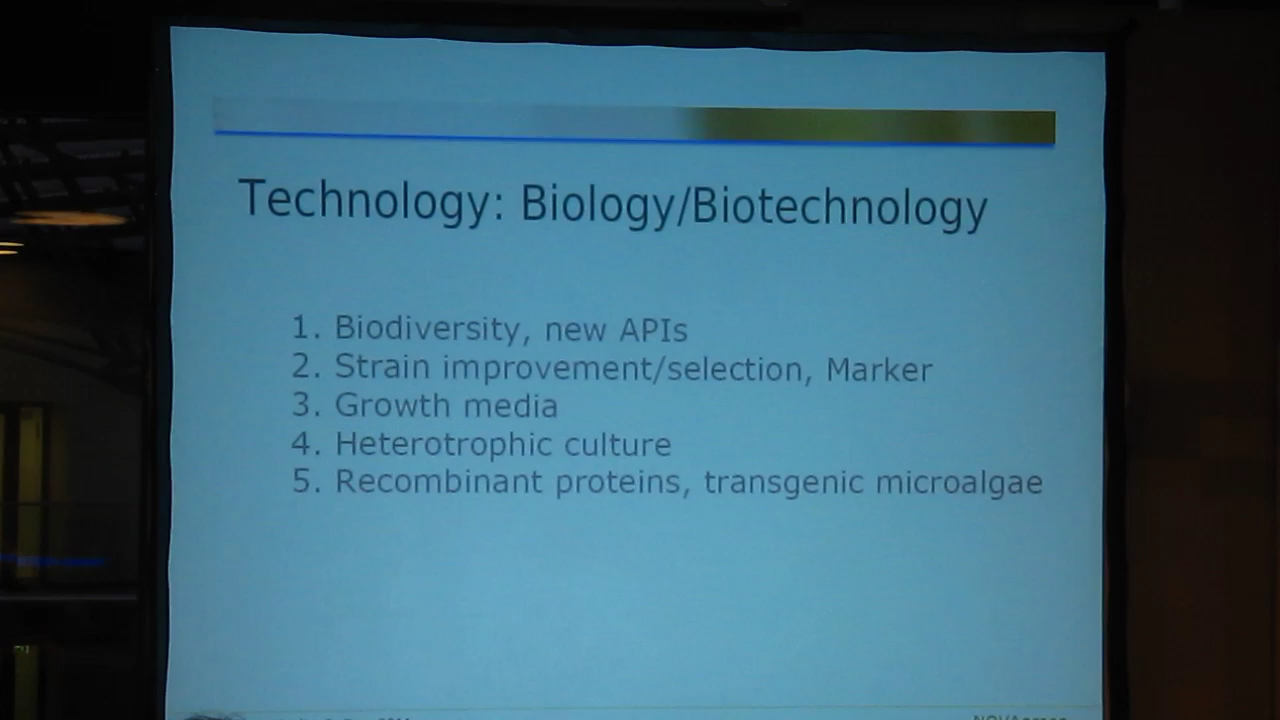 Technology: Biology/Biotechnology
1. Biodiversity, new APIs
2. Strain improvement/selection, Marker
3. Growth media
4. Heterotrophic culture
5. Recombinant proteins, transgenic microalgae